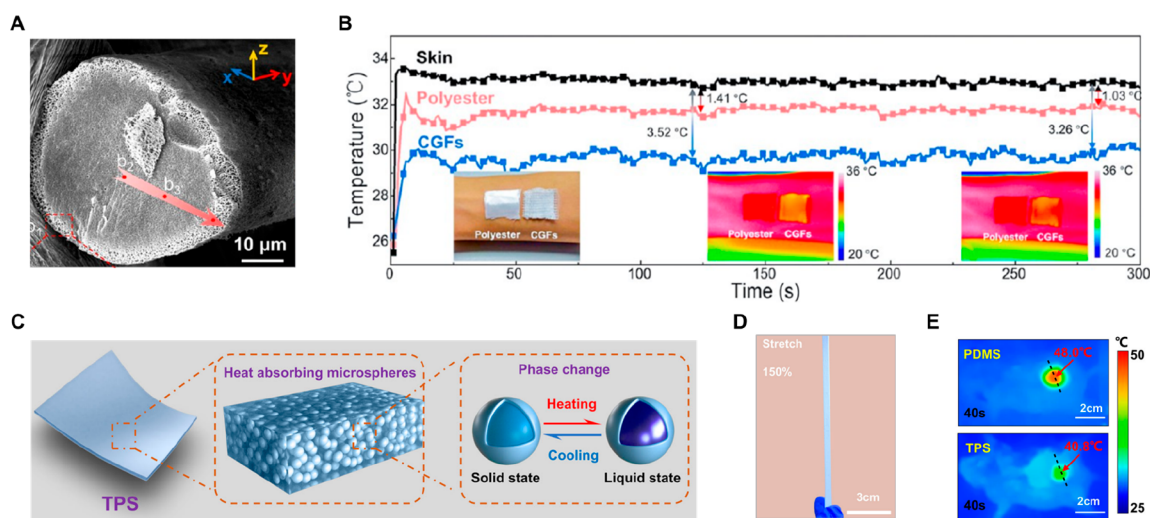 A
z
x
y
b₃
10 μm
B
Temperature (℃)
34
32
30
28
26
Skin
Polyester
CGFs
3.52 °C
1.41 °C
3.26 °C
1.03 °C
Polyester CGFs
36 °C
Polyester CGFs
20 °C
36 °C
Polyester CGFs
20 °C
0 50 100 150 200 250 300
Time (s)
C
TPS
Heat absorbing microspheres
Phase change
Heating
Cooling
Solid state
Liquid state
D
Stretch
150%
3cm
E
PDMS
40s
2cm
TPS
40s
2cm
℃
50
25